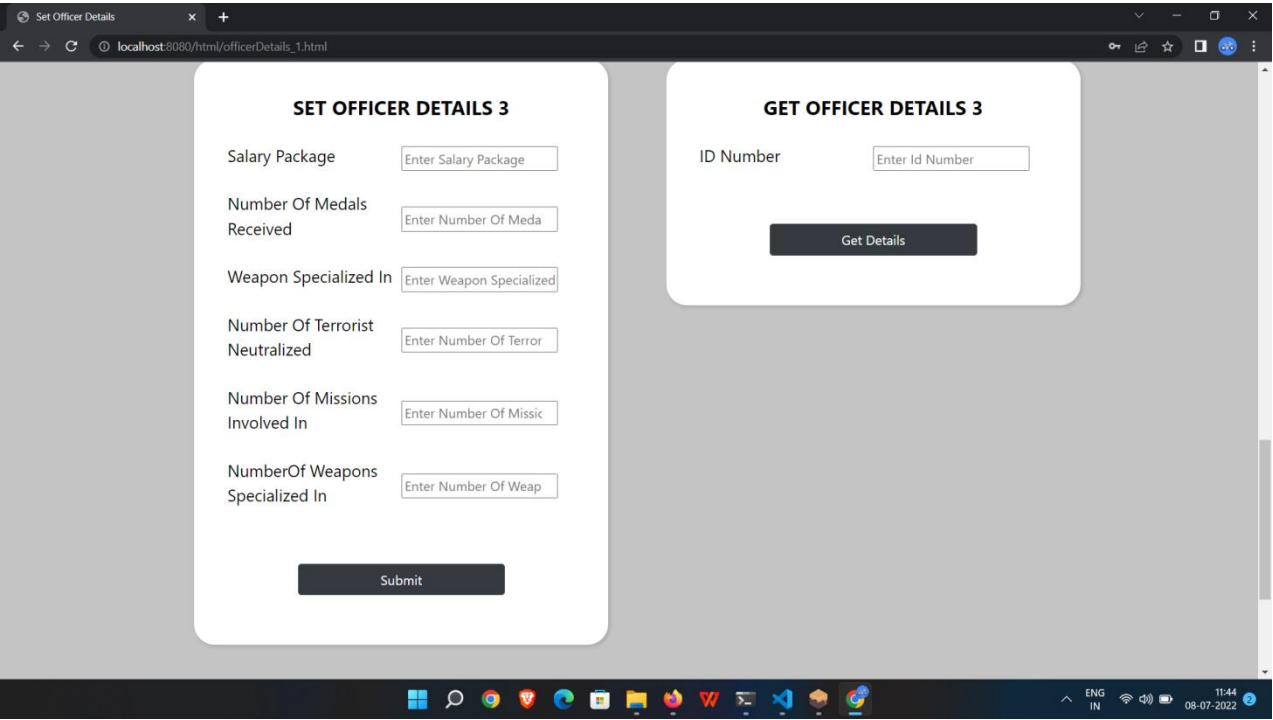 Set Officer Details
localhost:8080/html/officerDetails_1.html
SET OFFICER DETAILS 3
Salary Package
Enter Salary Package
Number Of Medals
Received
Enter Number Of Meda
Weapon Specialized In
Enter Weapon Specialized
Number Of Terrorist
Neutralized
Enter Number Of Terror
Number Of Missions
Involved In
Enter Number Of Missic
NumberOf Weapons
Specialized In
Enter Number Of Weap
Submit
GET OFFICER DETAILS 3
ID Number
Enter Id Number
Get Details
ENG
IN
11:44
08-07-2022
2